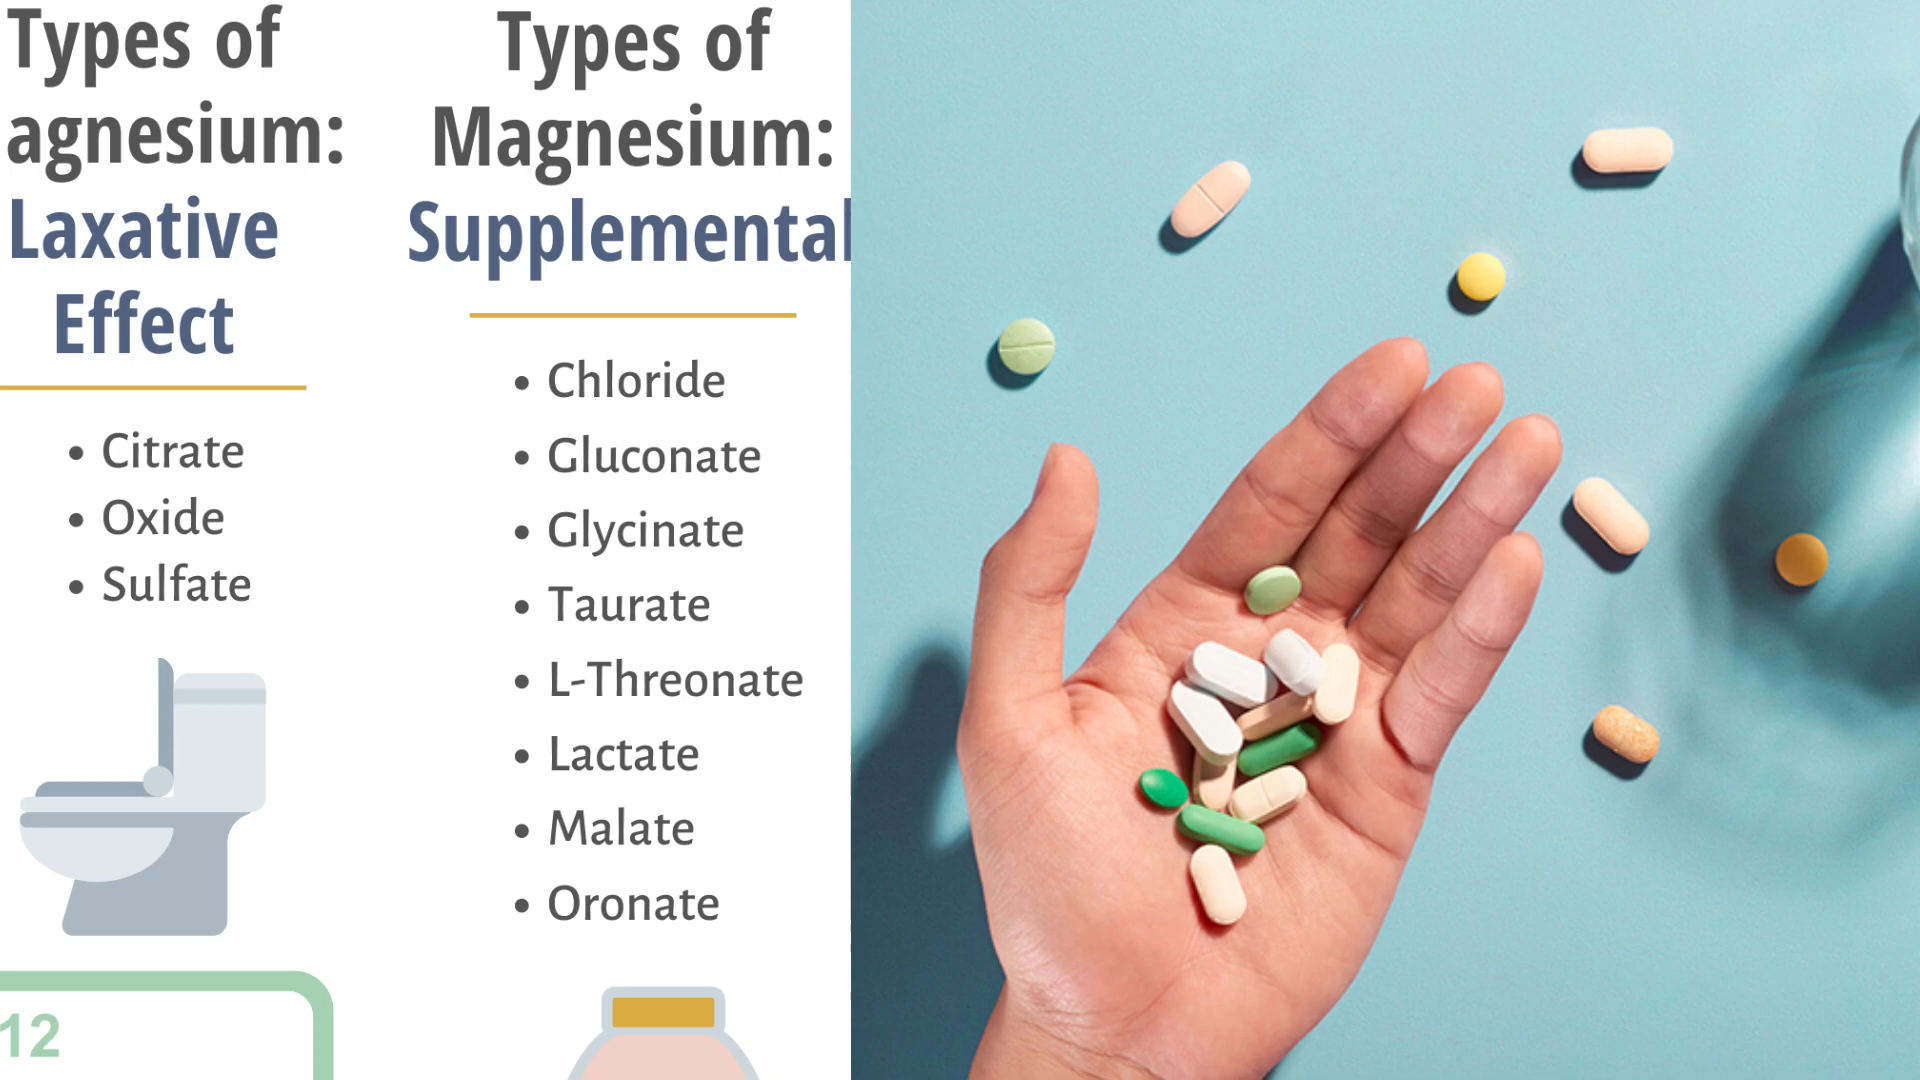 Types of
agnesium:
Laxative
Effect
• Citrate
• Oxide
• Sulfate
12
Types of
Magnesium:
Supplemental
• Chloride
• Gluconate
• Glycinate
• Taurate
• L-Threonate
• Lactate
• Malate
• Oronate